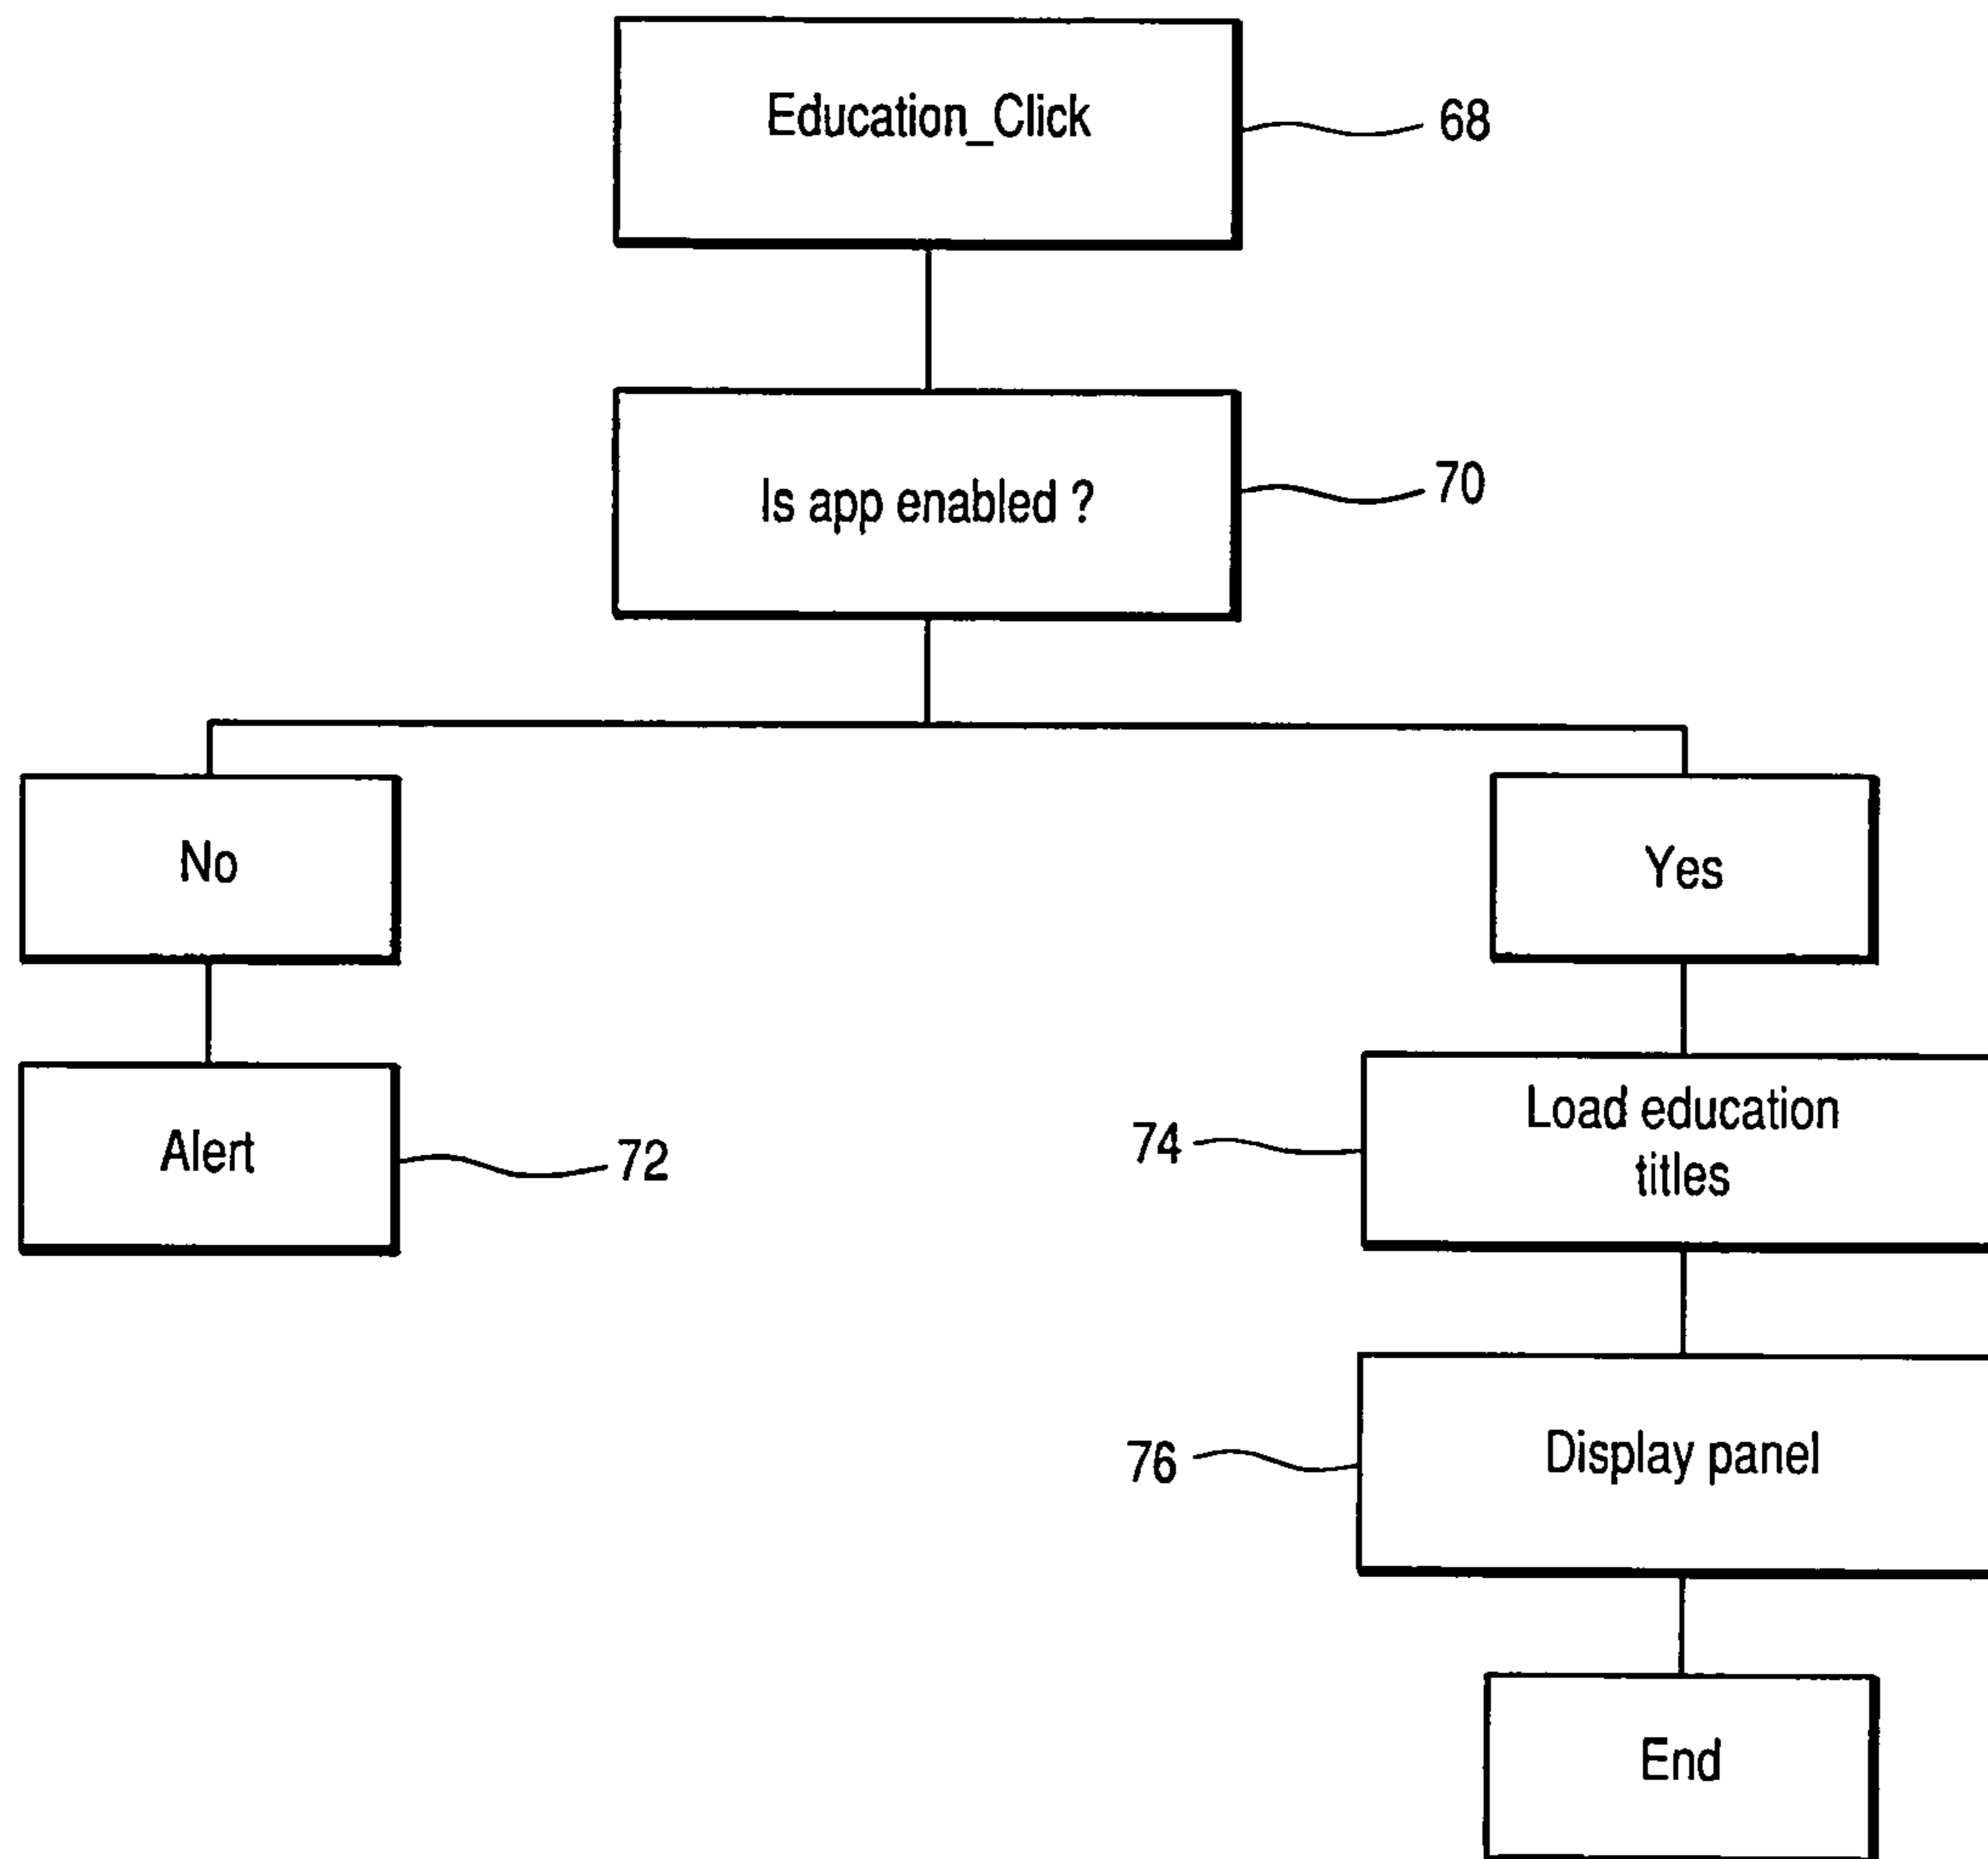 Education_Click
68
Is app enabled ?
70
No
Yes
Alert
72
74
Load education
titles
76
Display panel
End